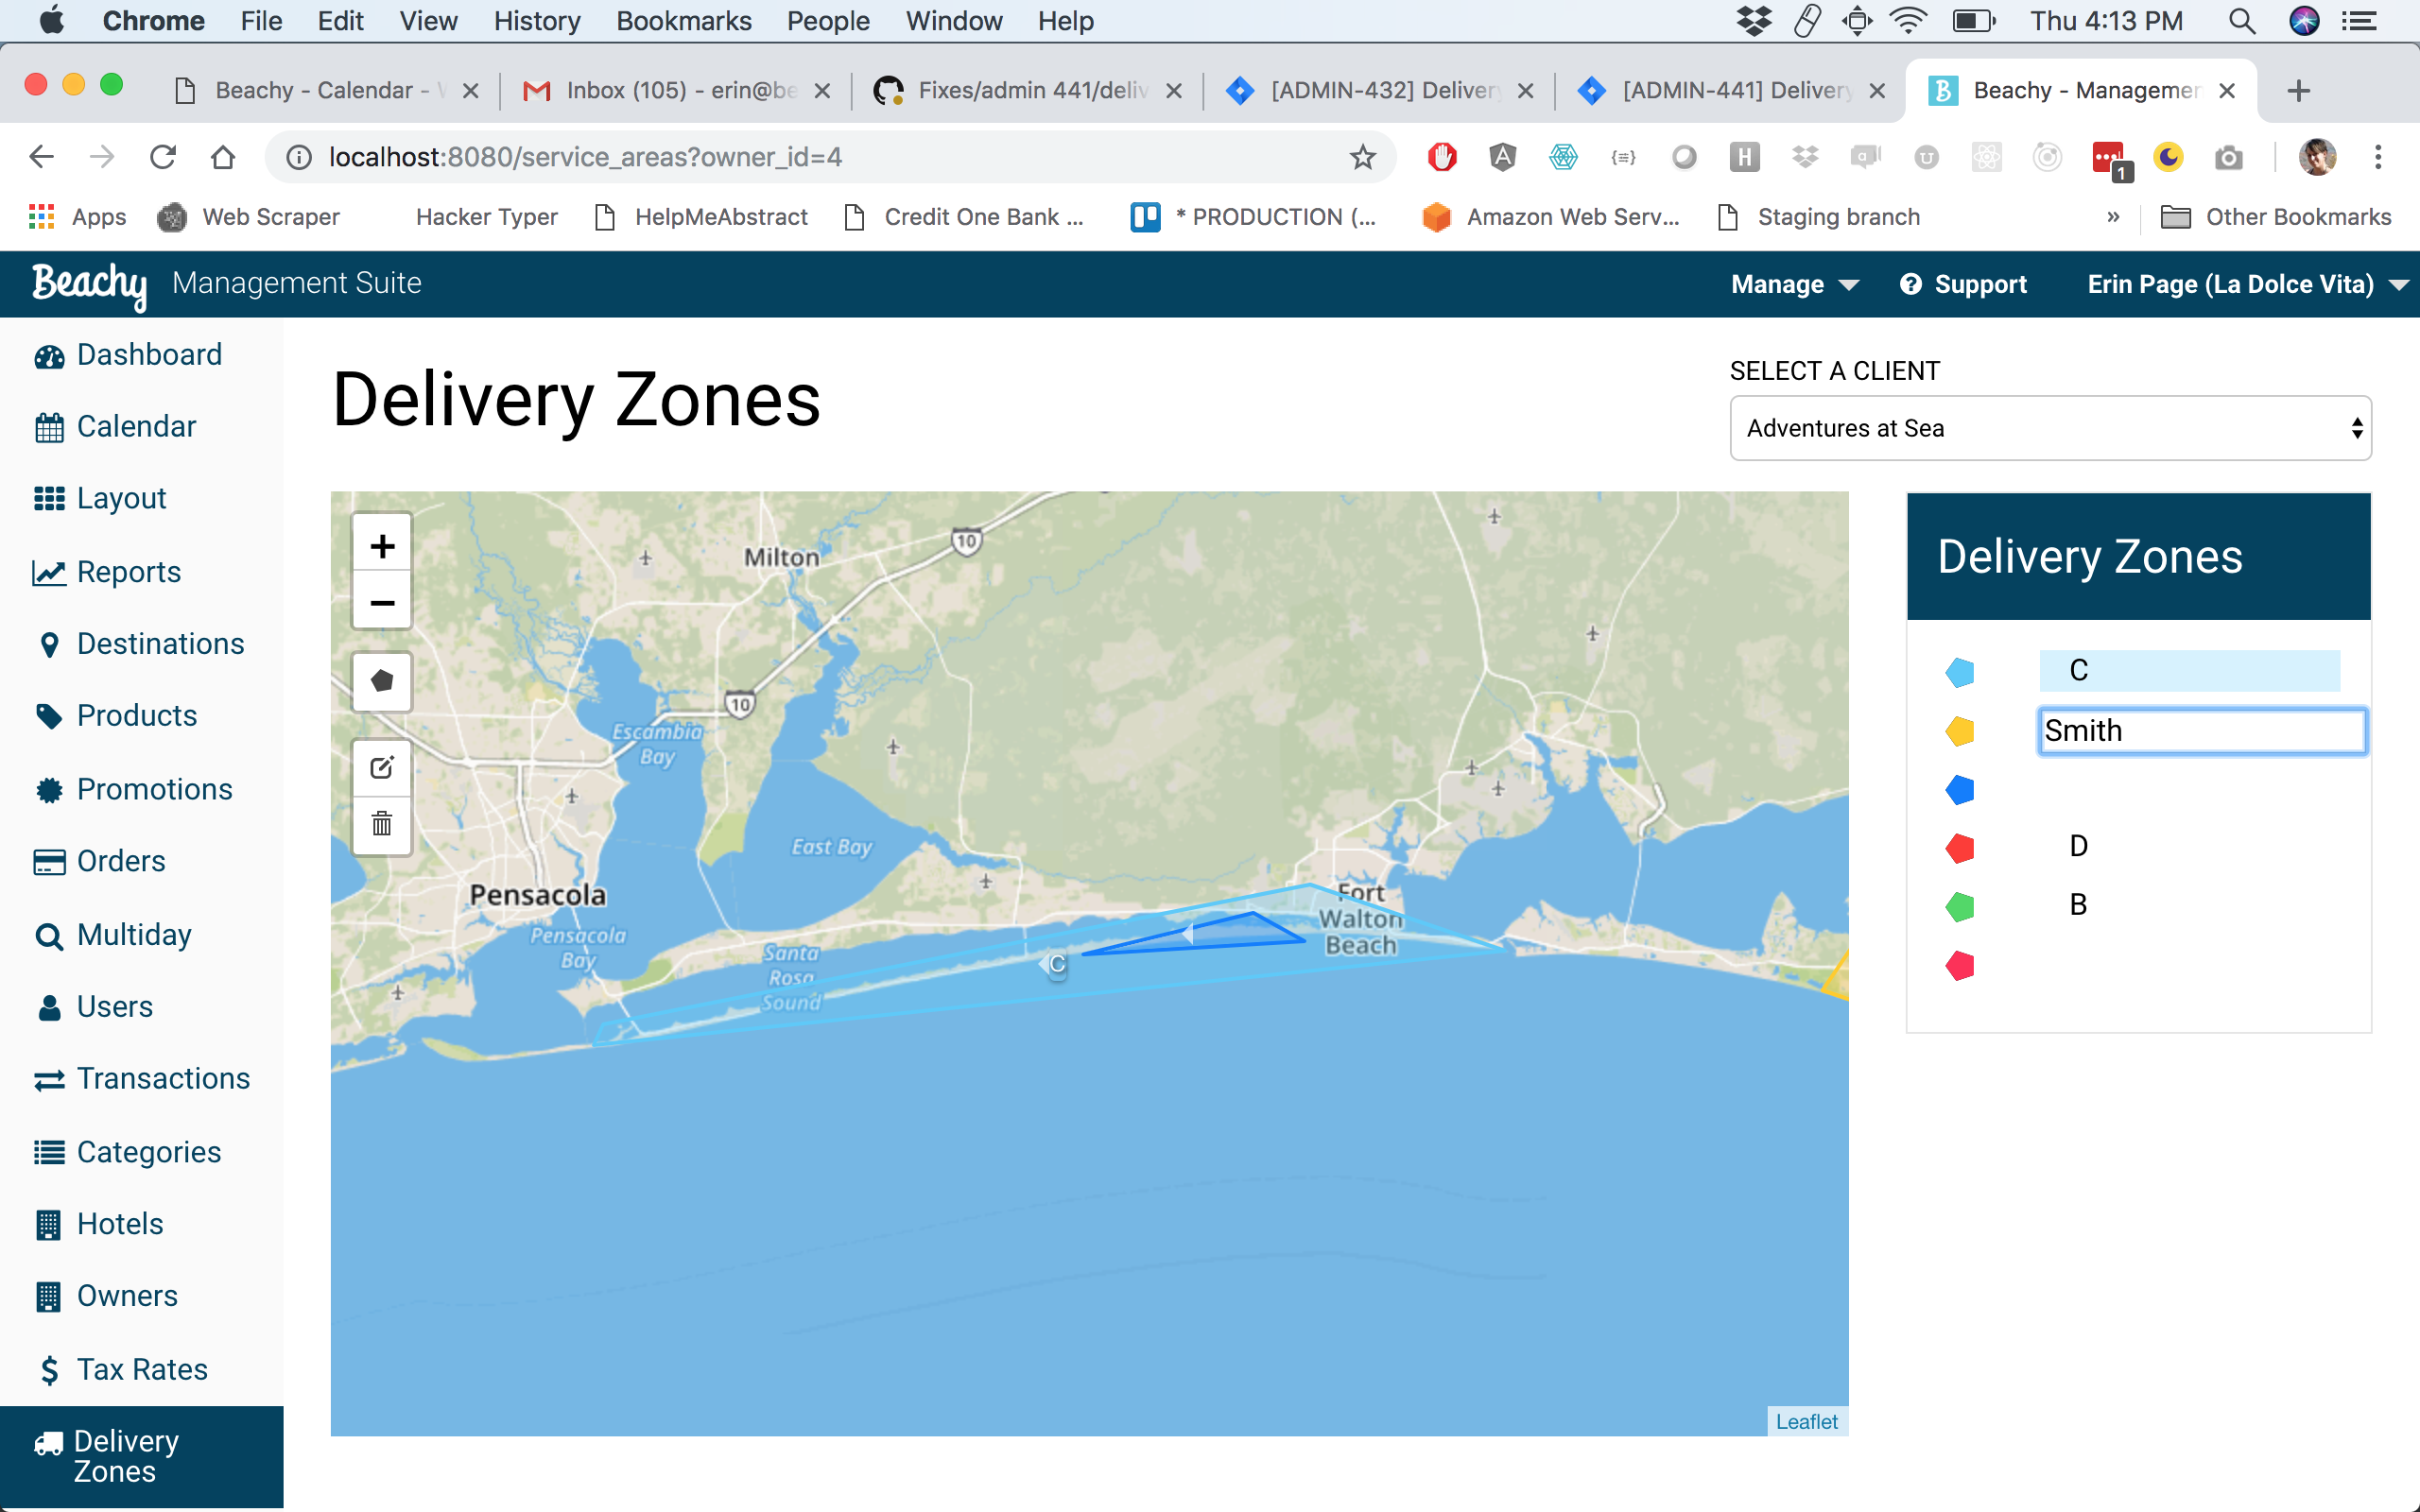 Chrome File Edit View History Bookmarks People Window Help Thu 4:13 PM
Beachy - Calendar - Inbox (105) - erin@be Fixes/admin 441/deliv [ADMIN-432] Delivery [ADMIN-441] Delivery Beachy - Managemen
localhost:8080/service_areas?owner_id=4
1
Apps Web Scraper Hacker Typer HelpMeAbstract Credit One Bank ... * PRODUCTION (... Amazon Web Serv... Staging branch » Other Bookmarks
Beachy Management Suite Manage Support Erin Page (La Dolce Vita)
Dashboard
Calendar
Layout
Reports
Destinations
Products
Promotions
Orders
Multiday
Users
Transactions
Categories
Hotels
Owners
Tax Rates
Delivery
Zones
Delivery Zones
SELECT A CLIENT
Adventures at Sea
+
−
Milton
10
10
Escambia
Bay
East Bay
Pensacola
Pensacola
Bay
Santa
Rosa
Sound
Fort
Walton
Beach
C
Leaflet
Delivery Zones
C
Smith
D
B